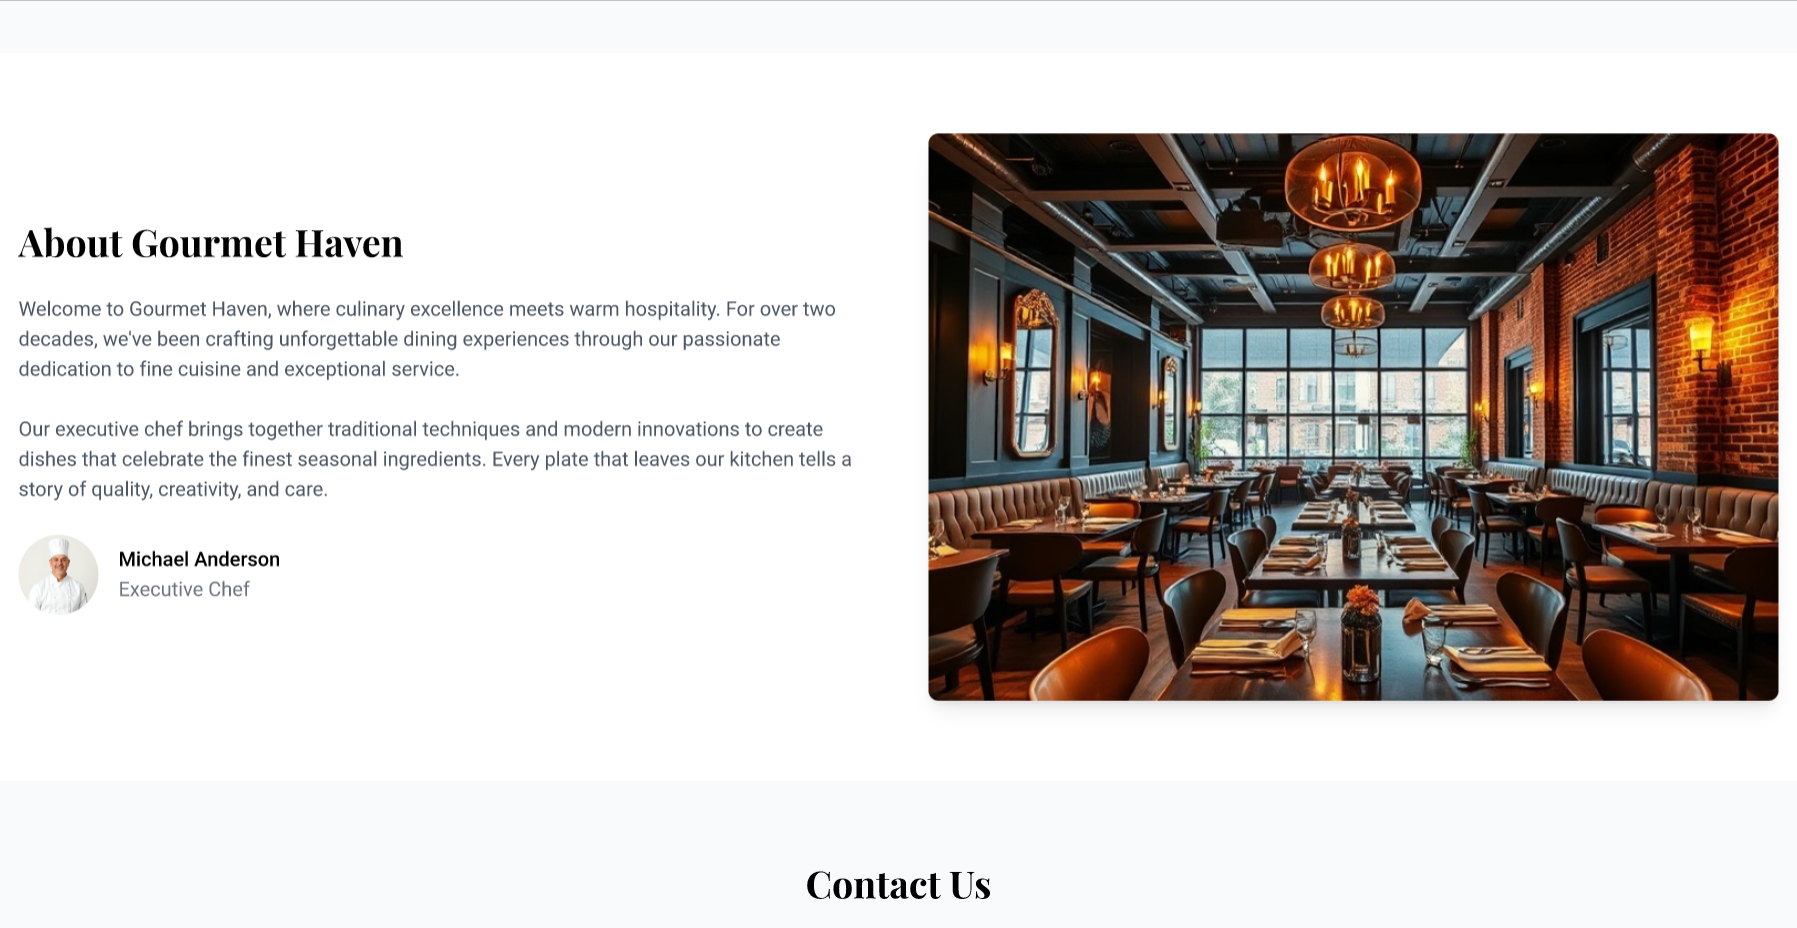 About Gourmet Haven
Welcome to Gourmet Haven, where culinary excellence meets warm hospitality. For over two
decades, we've been crafting unforgettable dining experiences through our passionate
dedication to fine cuisine and exceptional service.
Our executive chef brings together traditional techniques and modern innovations to create
dishes that celebrate the finest seasonal ingredients. Every plate that leaves our kitchen tells a
story of quality, creativity, and care.
Michael Anderson
Executive Chef
Contact Us